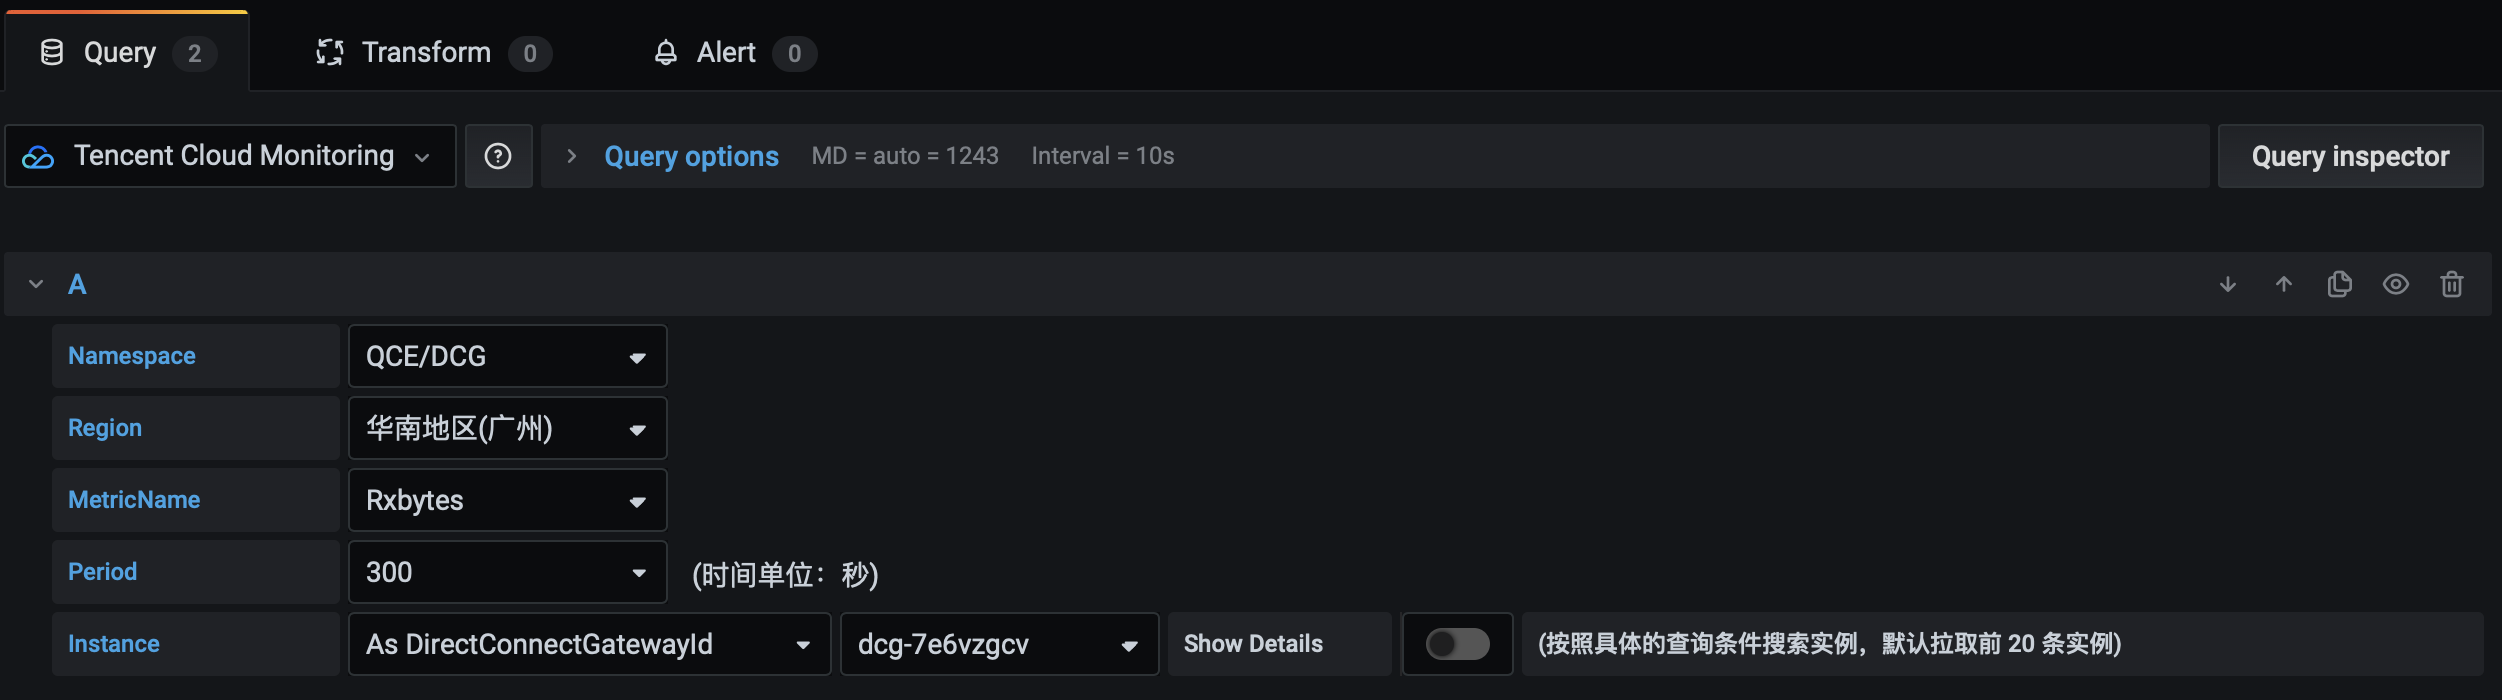 Query 2 Transform 0 Alert 0
Tencent Cloud Monitoring ? Query options MD = auto = 1243 Interval = 10s Query inspector
A
Namespace QCE/DCG
Region 华南地区(广州)
MetricName Rxbytes
Period 300 (时间单位：秒)
Instance As DirectConnectGatewayId dcg-7e6vzgcv Show Details (按照具体的查询条件搜索实例，默认拉取前 20 条实例)